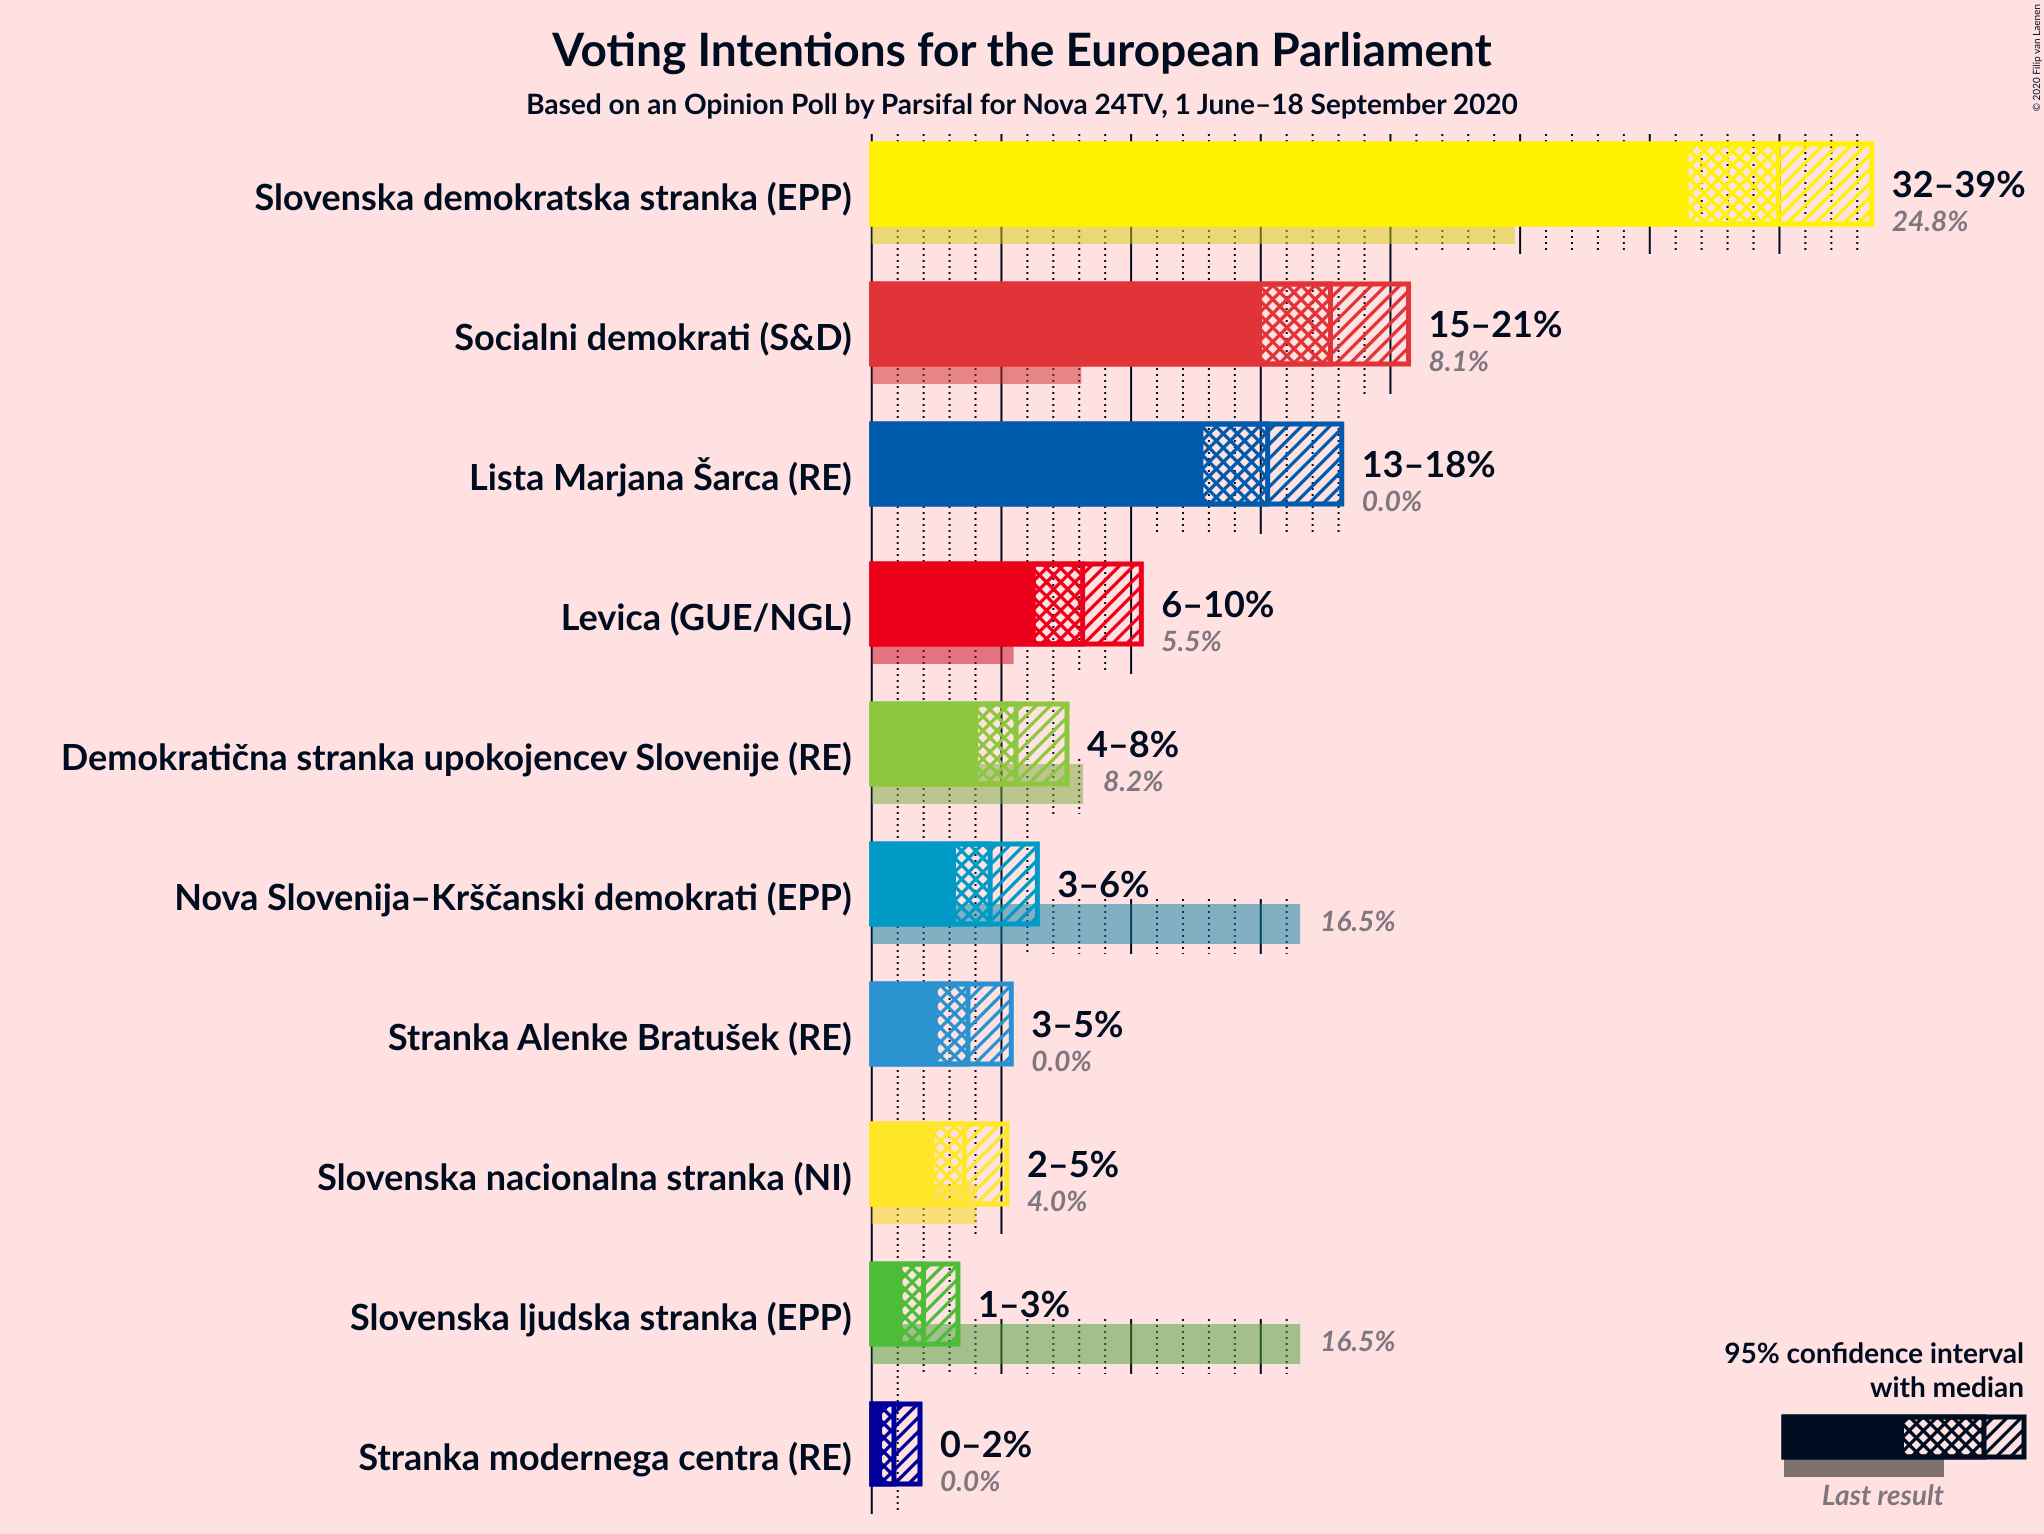 Voting Intentions for the European Parliament
Based on an Opinion Poll by Parsifal for Nova 24TV, 1 June–18 September 2020
© 2020 Filip van Laenen
Slovenska demokratska stranka (EPP)
32–39%
24.8%
Socialni demokrati (S&D)
15–21%
8.1%
Lista Marjana Šarca (RE)
13–18%
0.0%
Levica (GUE/NGL)
6–10%
5.5%
Demokratična stranka upokojencev Slovenije (RE)
4–8%
8.2%
Nova Slovenija–Krščanski demokrati (EPP)
3–6%
16.5%
Stranka Alenke Bratušek (RE)
3–5%
0.0%
Slovenska nacionalna stranka (NI)
2–5%
4.0%
Slovenska ljudska stranka (EPP)
1–3%
16.5%
Stranka modernega centra (RE)
0–2%
0.0%
95% confidence interval
with median
Last result